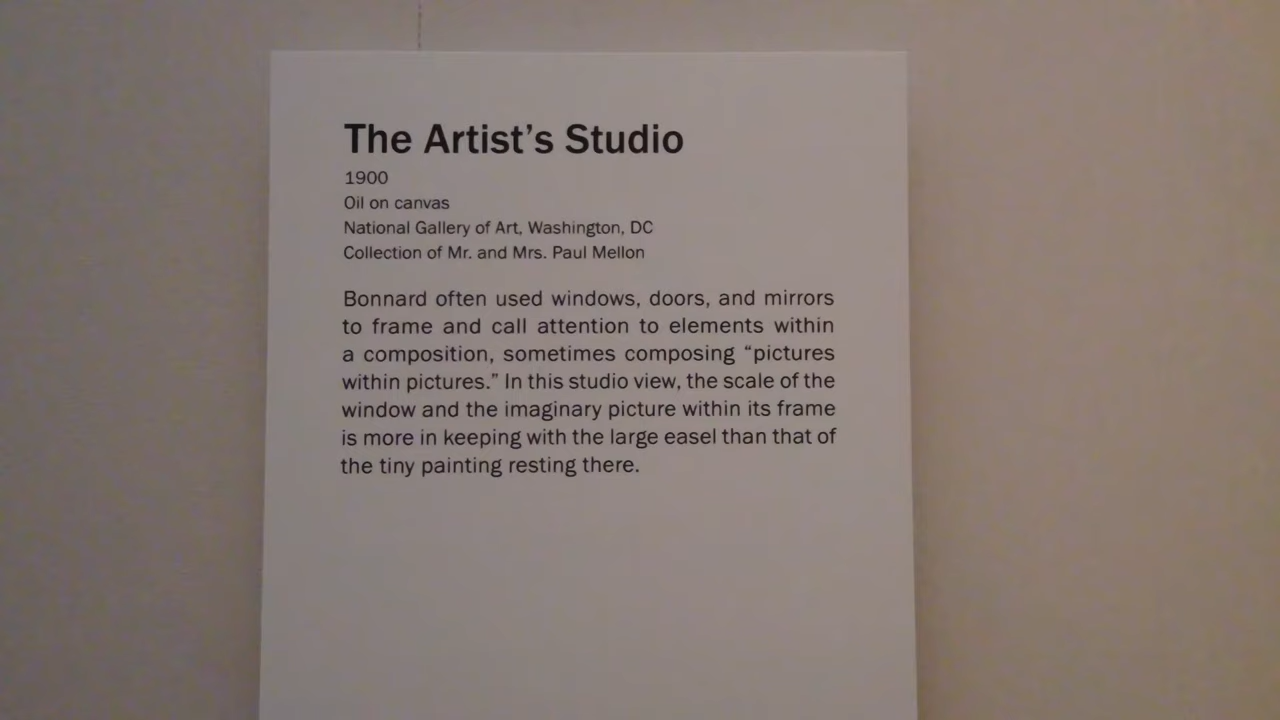 The Artist’s Studio
1900
Oil on canvas
National Gallery of Art, Washington, DC
Collection of Mr. and Mrs. Paul Mellon
Bonnard often used windows, doors, and mirrors
to frame and call attention to elements within
a composition, sometimes composing “pictures
within pictures.” In this studio view, the scale of the
window and the imaginary picture within its frame
is more in keeping with the large easel than that of
the tiny painting resting there.